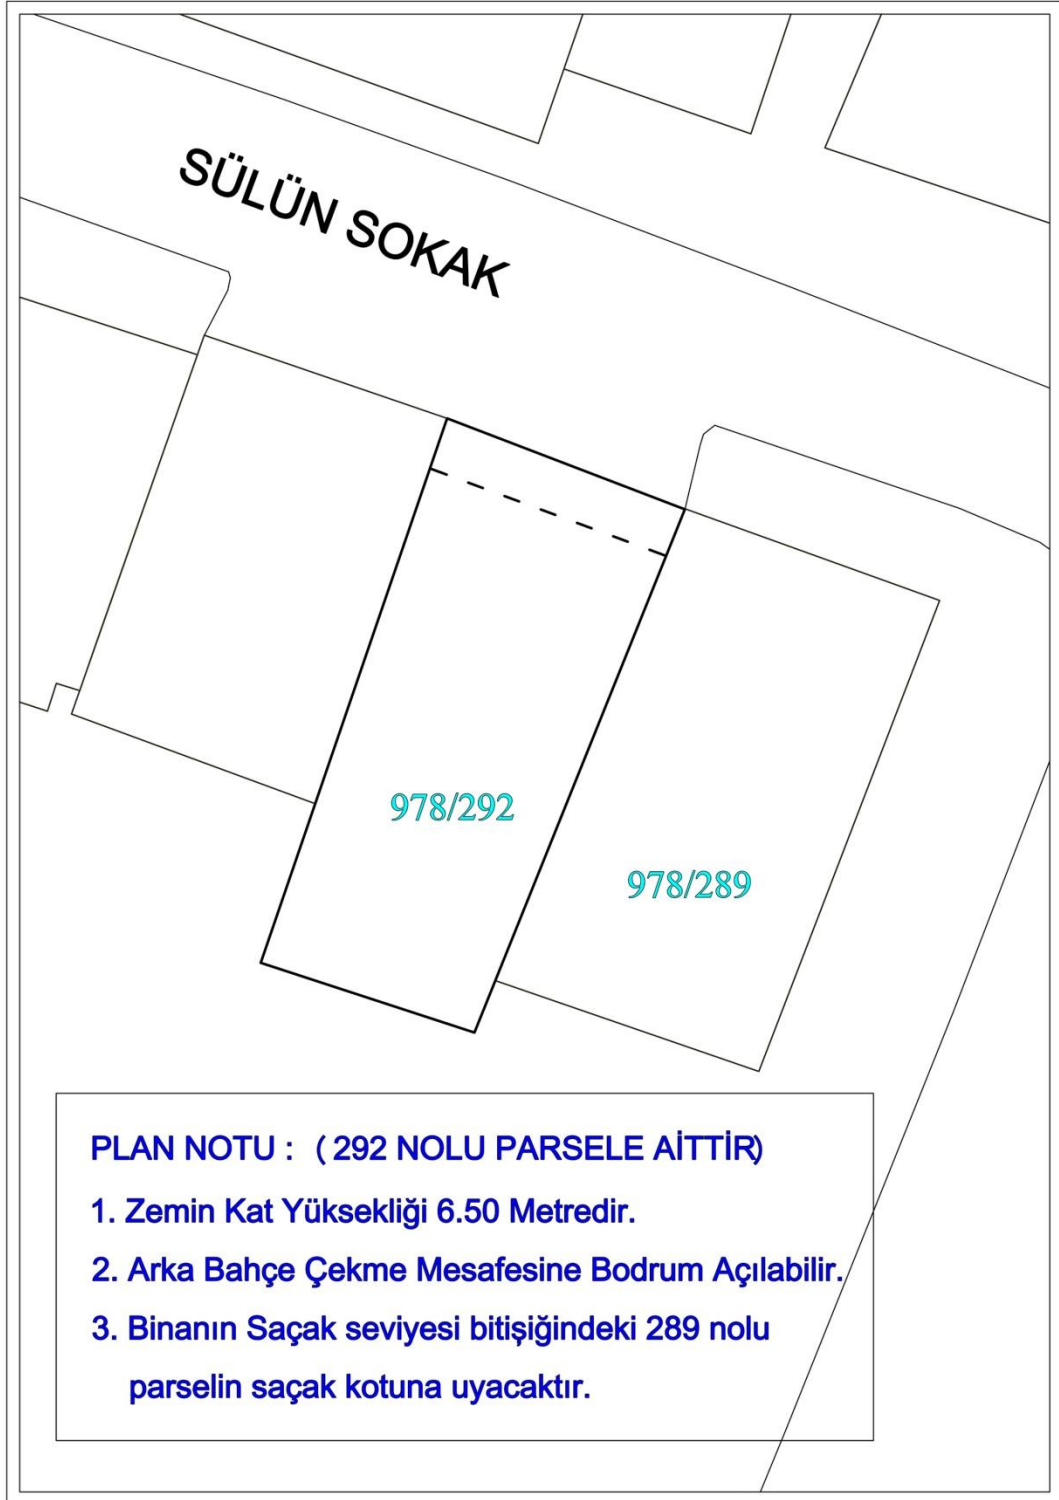 SÜLÜN SOKAK
978/292
978/289
PLAN NOTU : ( 292 NOLU PARSELE AİTTİR)
1. Zemin Kat Yüksekliği 6.50 Metredir.
2. Arka Bahçe Çekme Mesafesine Bodrum Açılabilir.
3. Binanın Saçak seviyesi bitişiğindeki 289 nolu
parselin saçak kotuna uyacaktır.